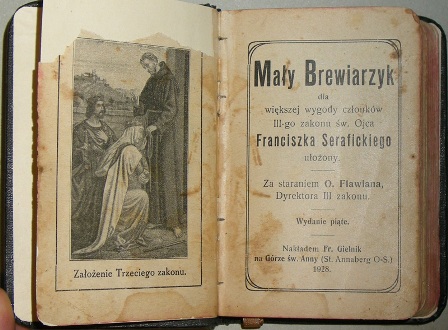 Założenie Trzeciego zakonu.
Mały Brewiarzyk
dla
większej wygody członków
III-go zakonu św. Ojca
Franciszka Serafickiego
ułożony.
Za staraniem O. Flawiana,
Dyrektora III zakonu.
Wydanie piąte.
Nakładem: Fr. Gielnik
na Górze św. Anny (St. Annaberg O.-S.)
1928.